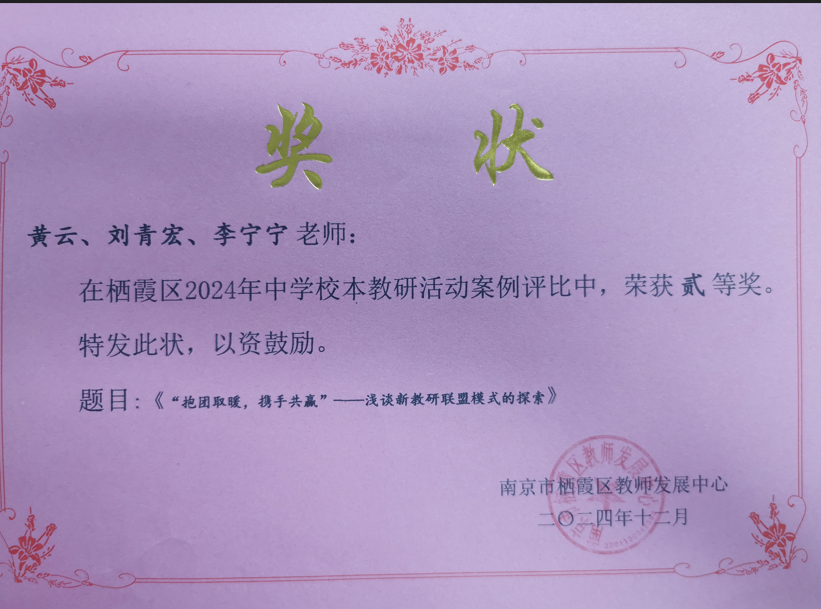 奖 状
黄云、刘青宏、李宁宁 老师：
在栖霞区2024年中学校本教研活动案例评比中，荣获 贰 等奖。
特发此状，以资鼓励。
题目：《“抱团取暖，携手共赢”——浅谈新教研联盟模式的探索》
南京市栖霞区教师发展中心
二〇二四年十二月